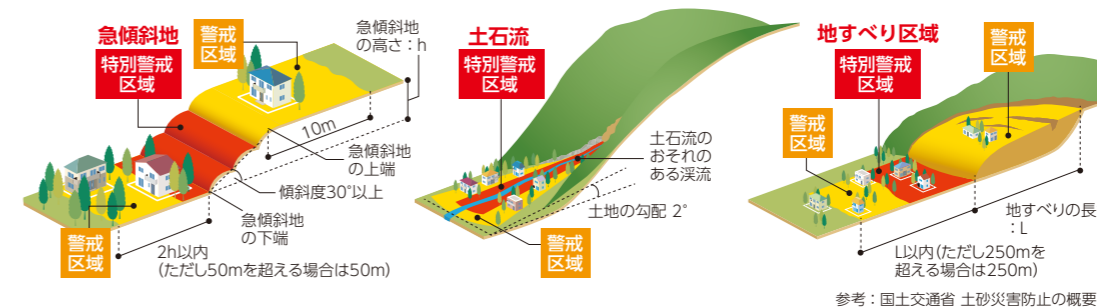 急傾斜地
警戒
区域
特別警戒
区域
急傾斜地
の高さ：h
10m
急傾斜地
の上端
傾斜度30°以上
急傾斜地
の下端
警戒
区域
2h以内
(ただし50mを超える場合は50m)
土石流
特別警戒
区域
土石流の
おそれの
ある渓流
土地の勾配 2°
警戒
区域
地すべり区域
特別警戒
区域
警戒
区域
警戒
区域
地すべりの長
：L
L以内(ただし250mを
超える場合は250m)
参考：国土交通省 土砂災害防止の概要